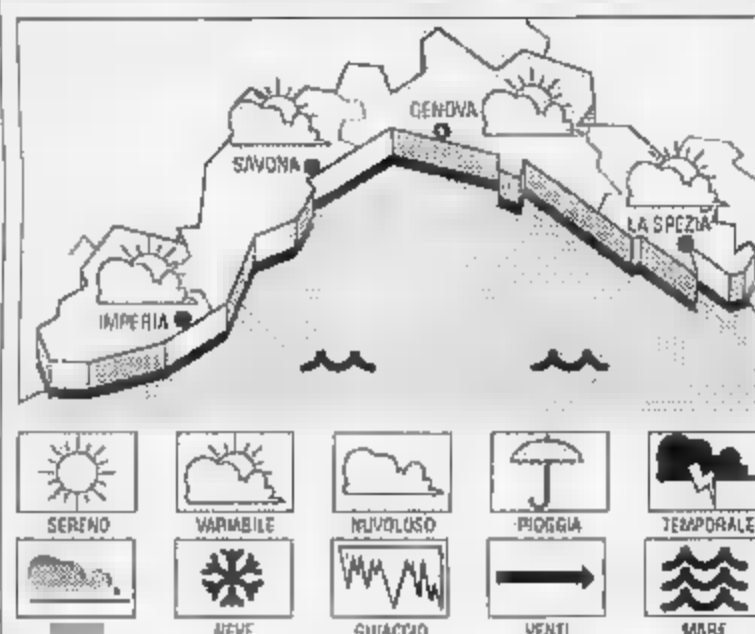 GENOVA
SAVONA
LA SPEZIA
IMPERIA
SERENO VARIABILE NUVOLOSO PIOGGIA TEMPORALE
NEVE GHIACCIO VENTI MARE